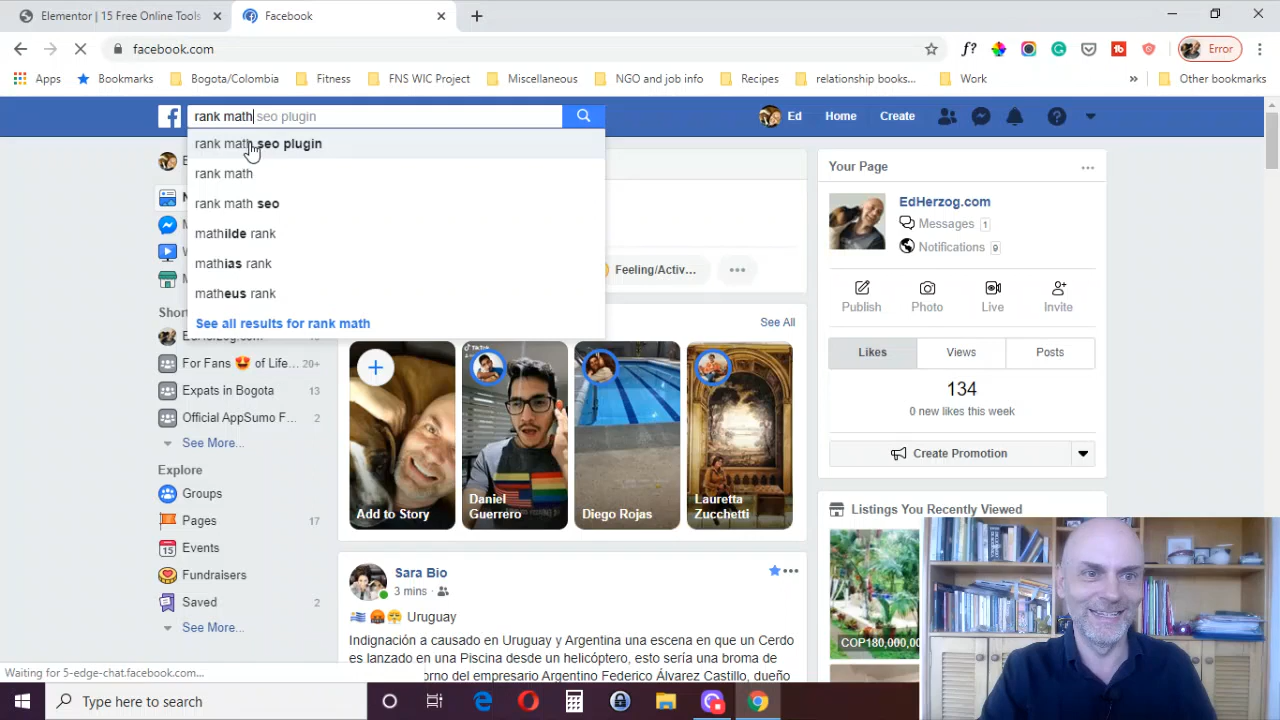 Elementor | 15 Free Online Tools
Facebook
facebook.com
Error
Apps
Bookmarks
Bogota/Colombia
Fitness
FNS WIC Project
Miscellaneous
NGO and job info
Recipes
relationship books...
Work
»
Other bookmarks
rank math seo plugin
Ed
Home
Find
Create
rank math seo plugin
rank math
rank math seo
mathilde rank
mathias rank
matheus rank
See all results for rank math
Short
For Fans 😍 of Life... 20+
Expats in Bogota 13
Official AppSumo F... 2
See More...
Explore
Groups
Pages 17
Events
Fundraisers
Saved 2
See More...
Feeling/Activ...
See All
Add to Story
Daniel
Guerrero
Diego Rojas
Lauretta
Zucchetti
Sara Bio
3 mins
Uruguay
Indignación a causado en Uruguay y Argentina una escena en que un Cerdo
es lanzado en una Piscina desde un helicóptero, esto sería una broma de
orno del empresario Argentino Federico Álvarez Castillo, dueño
Your Page
EdHerzog.com
Messages 1
Notifications 9
Publish
Photo
Live
Invite
Likes
Views
Posts
134
0 new likes this week
Create Promotion
Listings You Recently Viewed
COP180,000,00
Waiting for 5-edge-chat.facebook.com...
Type here to search